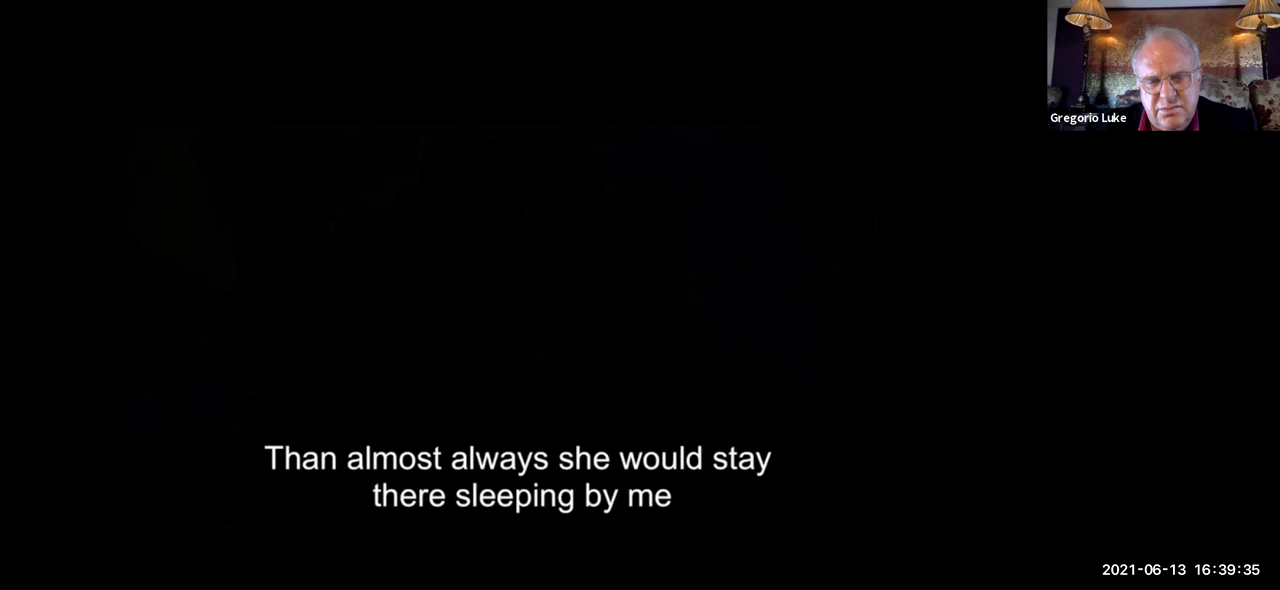 Gregorio Luke
Than almost always she would stay
there sleeping by me
2021-06-13 16:39:35